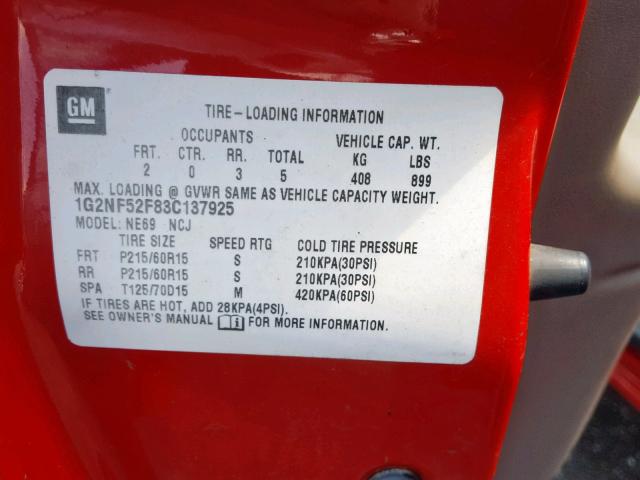 GM
TIRE-LOADING INFORMATION
OCCUPANTS VEHICLE CAP. WT.
FRT. CTR. RR. TOTAL KG LBS
2 0 3 5 408 899
MAX. LOADING @ GVWR SAME AS VEHICLE CAPACITY WEIGHT.
1G2NF52F83C137925
MODEL: NE69 NCJ
TIRE SIZE SPEED RTG COLD TIRE PRESSURE
FRT P215/60R15 S 210KPA(30PSI)
RR P215/60R15 S 210KPA(30PSI)
SPA T125/70D15 M 420KPA(60PSI)
IF TIRES ARE HOT, ADD 28KPA(4PSI).
SEE OWNER'S MANUAL FOR MORE INFORMATION.